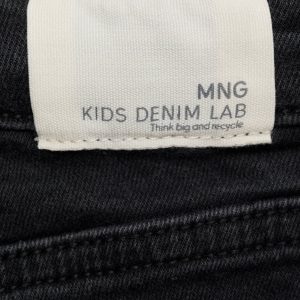 MNG
KIDS DENIM LAB
Think big and recycle